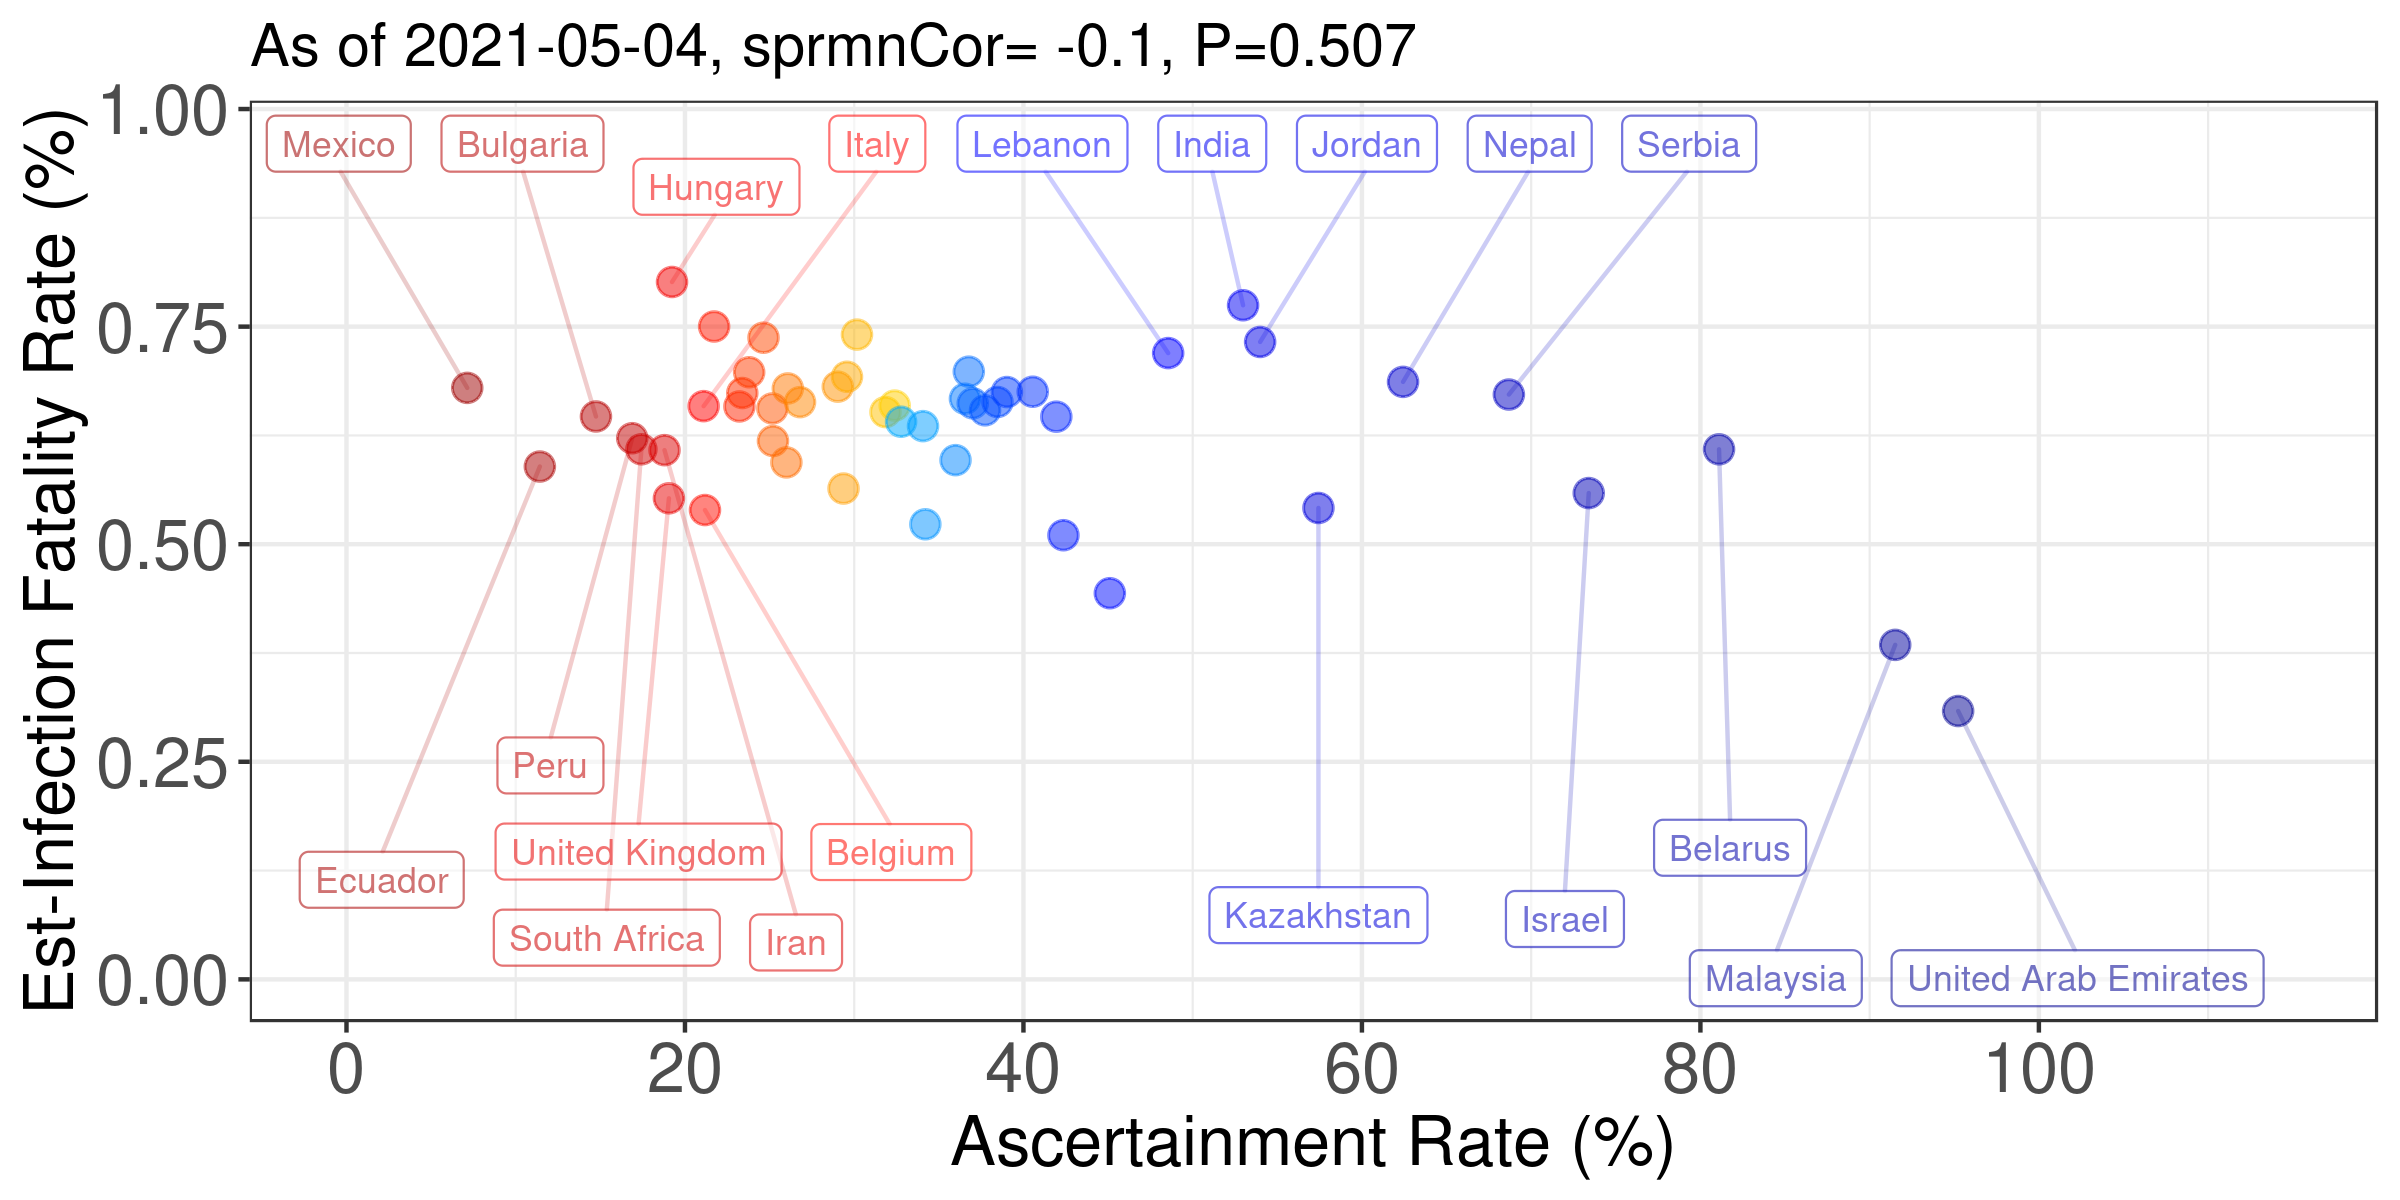 As of 2021-05-04, sprmnCor= -0.1, P=0.507
Est-Infection Fatality Rate (%)
1.00
0.75
0.50
0.25
0.00
Mexico
Bulgaria
Hungary
Italy
Lebanon
India
Jordan
Nepal
Serbia
Peru
United Kingdom
Belgium
Ecuador
South Africa
Iran
Kazakhstan
Israel
Belarus
Malaysia
United Arab Emirates
0
20
40
60
80
100
Ascertainment Rate (%)